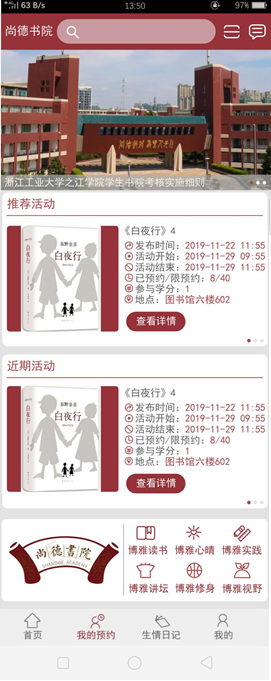 63 B/s 13:50 97%
尚德书院
浙江工业大学之江学院学生书院考核实施细则
推荐活动
东野圭吾
白夜行
《白夜行》4
发布时间：2019-11-22 11:55
活动开始：2019-11-29 09:55
活动结束：2019-11-29 11:55
已预约/限预约：8/40
参与学分：1
地点：图书馆六楼602
查看详情
近期活动
东野圭吾
白夜行
《白夜行》4
发布时间：2019-11-22 11:55
活动开始：2019-11-29 09:55
活动结束：2019-11-29 11:55
已预约/限预约：8/40
参与学分：1
地点：图书馆六楼602
查看详情
尚德書院
SHANGDE ACADEMY
博雅读书 博雅心晴 博雅实践
博雅讲坛 博雅修身 博雅视野
首页 我的预约 生情日记 我的